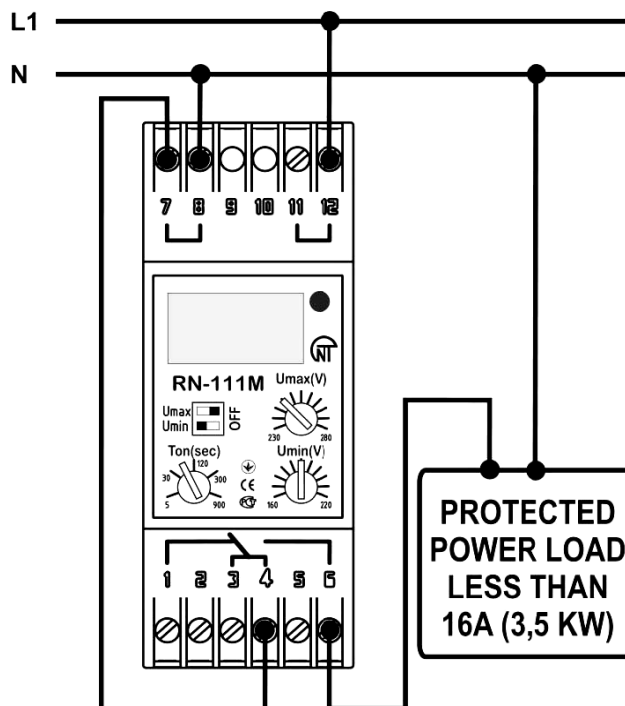 L1
N
7 8 9 10 11 12
NT
RN-111M
Umax(V)
Umax
Umin
OFF
230 280
Ton(sec)
Umin(V)
120
30 300
5 900
CE
160 220
1 2 3 4 5 6
PROTECTED
POWER LOAD
LESS THAN
16A (3,5 KW)